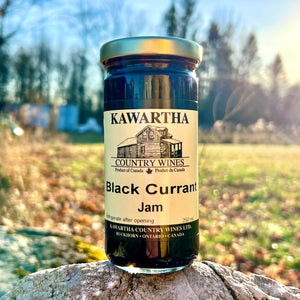 KAWARTHA
COUNTRY WINES
Product of Canada Product du Canada
Black Currant
Jam
refrigerate after opening 250 ml
KAWARTHA COUNTRY WINES LTD.
BUCKHORN • ONTARIO • CANADA